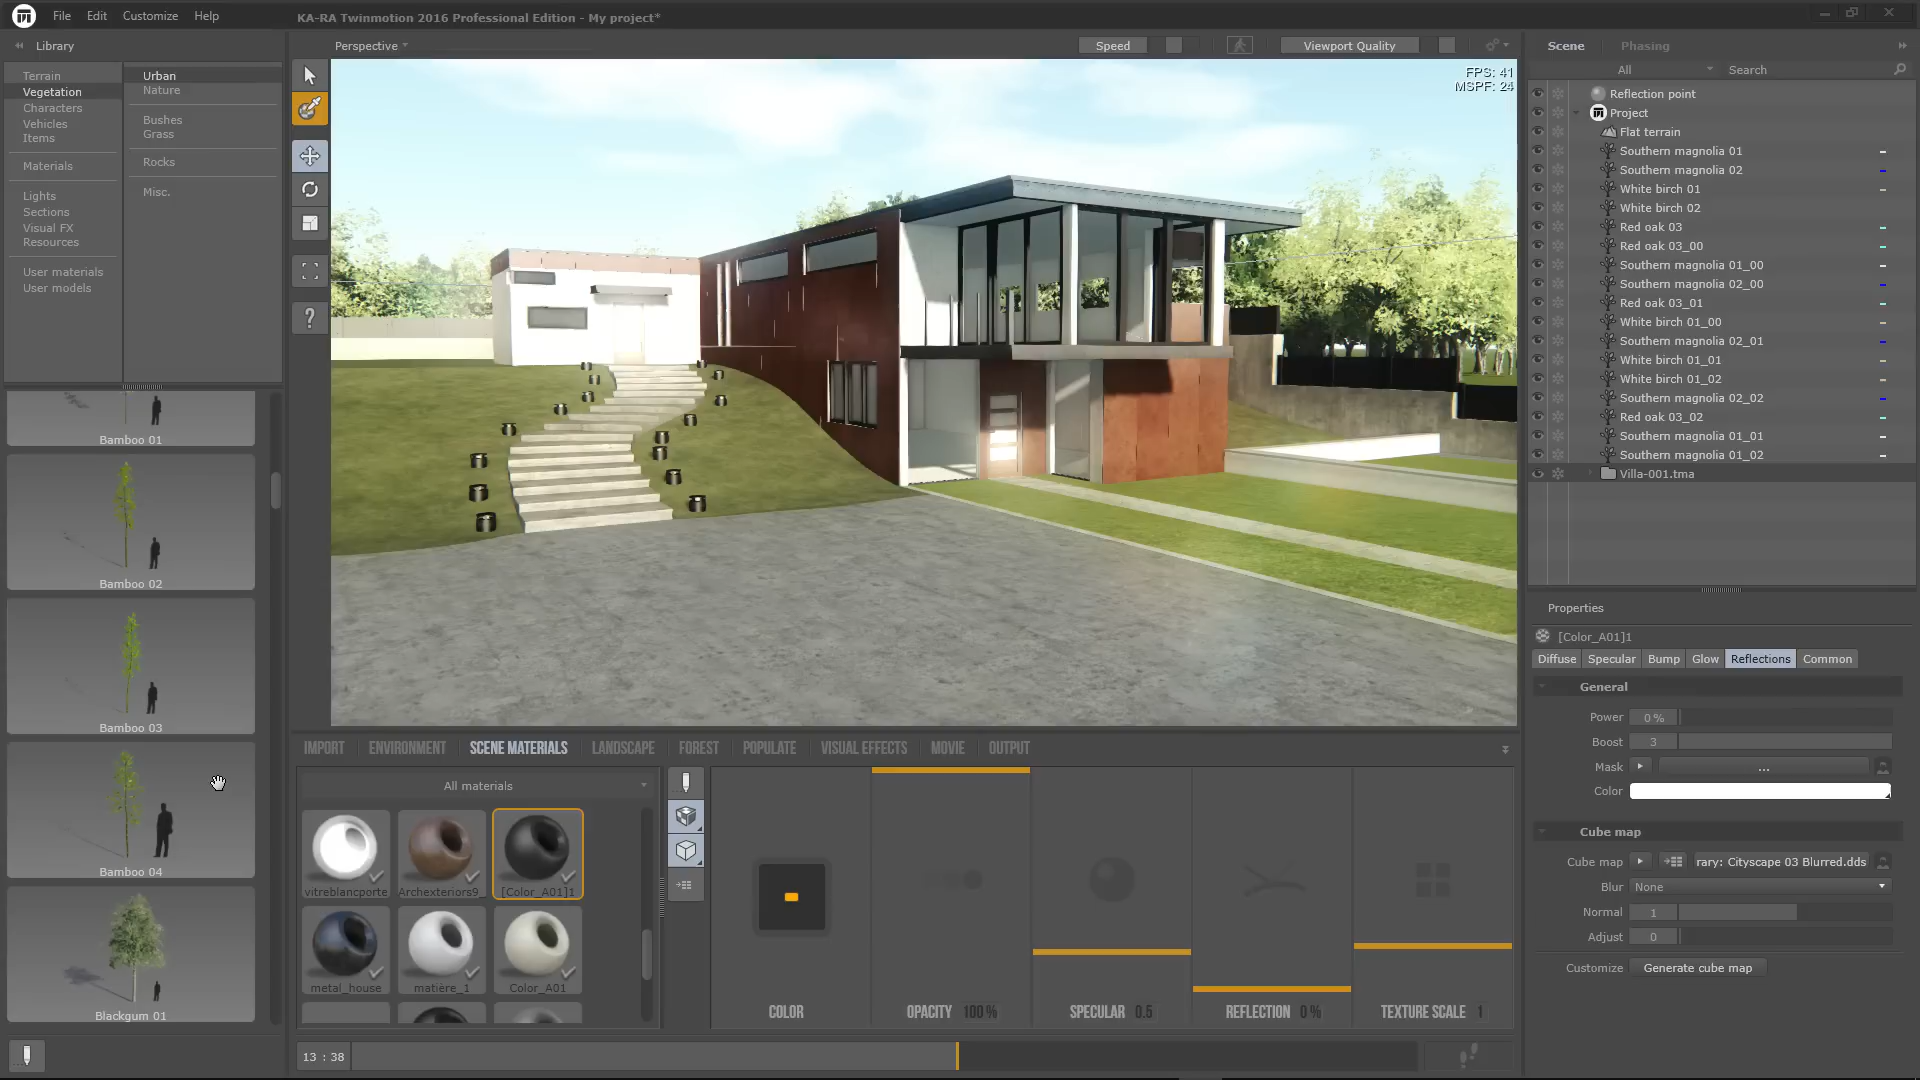 File Edit Customize Help
KA-RA Twinmotion 2016 Professional Edition - My project*
Library
Terrain
Vegetation
Characters
Vehicles
Items
Materials
Lights
Sections
Visual FX
Resources
User materials
User models
Urban
Nature
Bushes
Grass
Rocks
Misc.
Bamboo 01
Bamboo 02
Bamboo 03
Bamboo 04
Blackgum 01
Perspective
Speed
Viewport Quality
FPS: 41
MSPF: 24
?
IMPORT ENVIRONMENT SCENE MATERIALS LANDSCAPE FOREST POPULATE VISUAL EFFECTS MOVIE OUTPUT
All materials
vitreblancporte
Archexteriors9_
[Color_A01]1
metal_house
matière_1
Color_A01
COLOR
OPACITY 100 %
SPECULAR 0.5
REFLECTION 0 %
TEXTURE SCALE 1
13 : 38
Scene Phasing
All
Search
Reflection point
Project
Flat terrain
Southern magnolia 01
Southern magnolia 02
White birch 01
White birch 02
Red oak 03
Red oak 03_00
Southern magnolia 01_00
Southern magnolia 02_00
Red oak 03_01
White birch 01_00
Southern magnolia 02_01
White birch 01_01
White birch 01_02
Southern magnolia 02_02
Red oak 03_02
Southern magnolia 01_01
Southern magnolia 01_02
Villa-001.tma
Properties
[Color_A01]1
Diffuse Specular Bump Glow Reflections Common
General
Power 0 %
Boost 3
Mask ...
Color
Cube map
Cube map rary: Cityscape 03 Blurred.dds
Blur None
Normal 1
Adjust 0
Customize Generate cube map